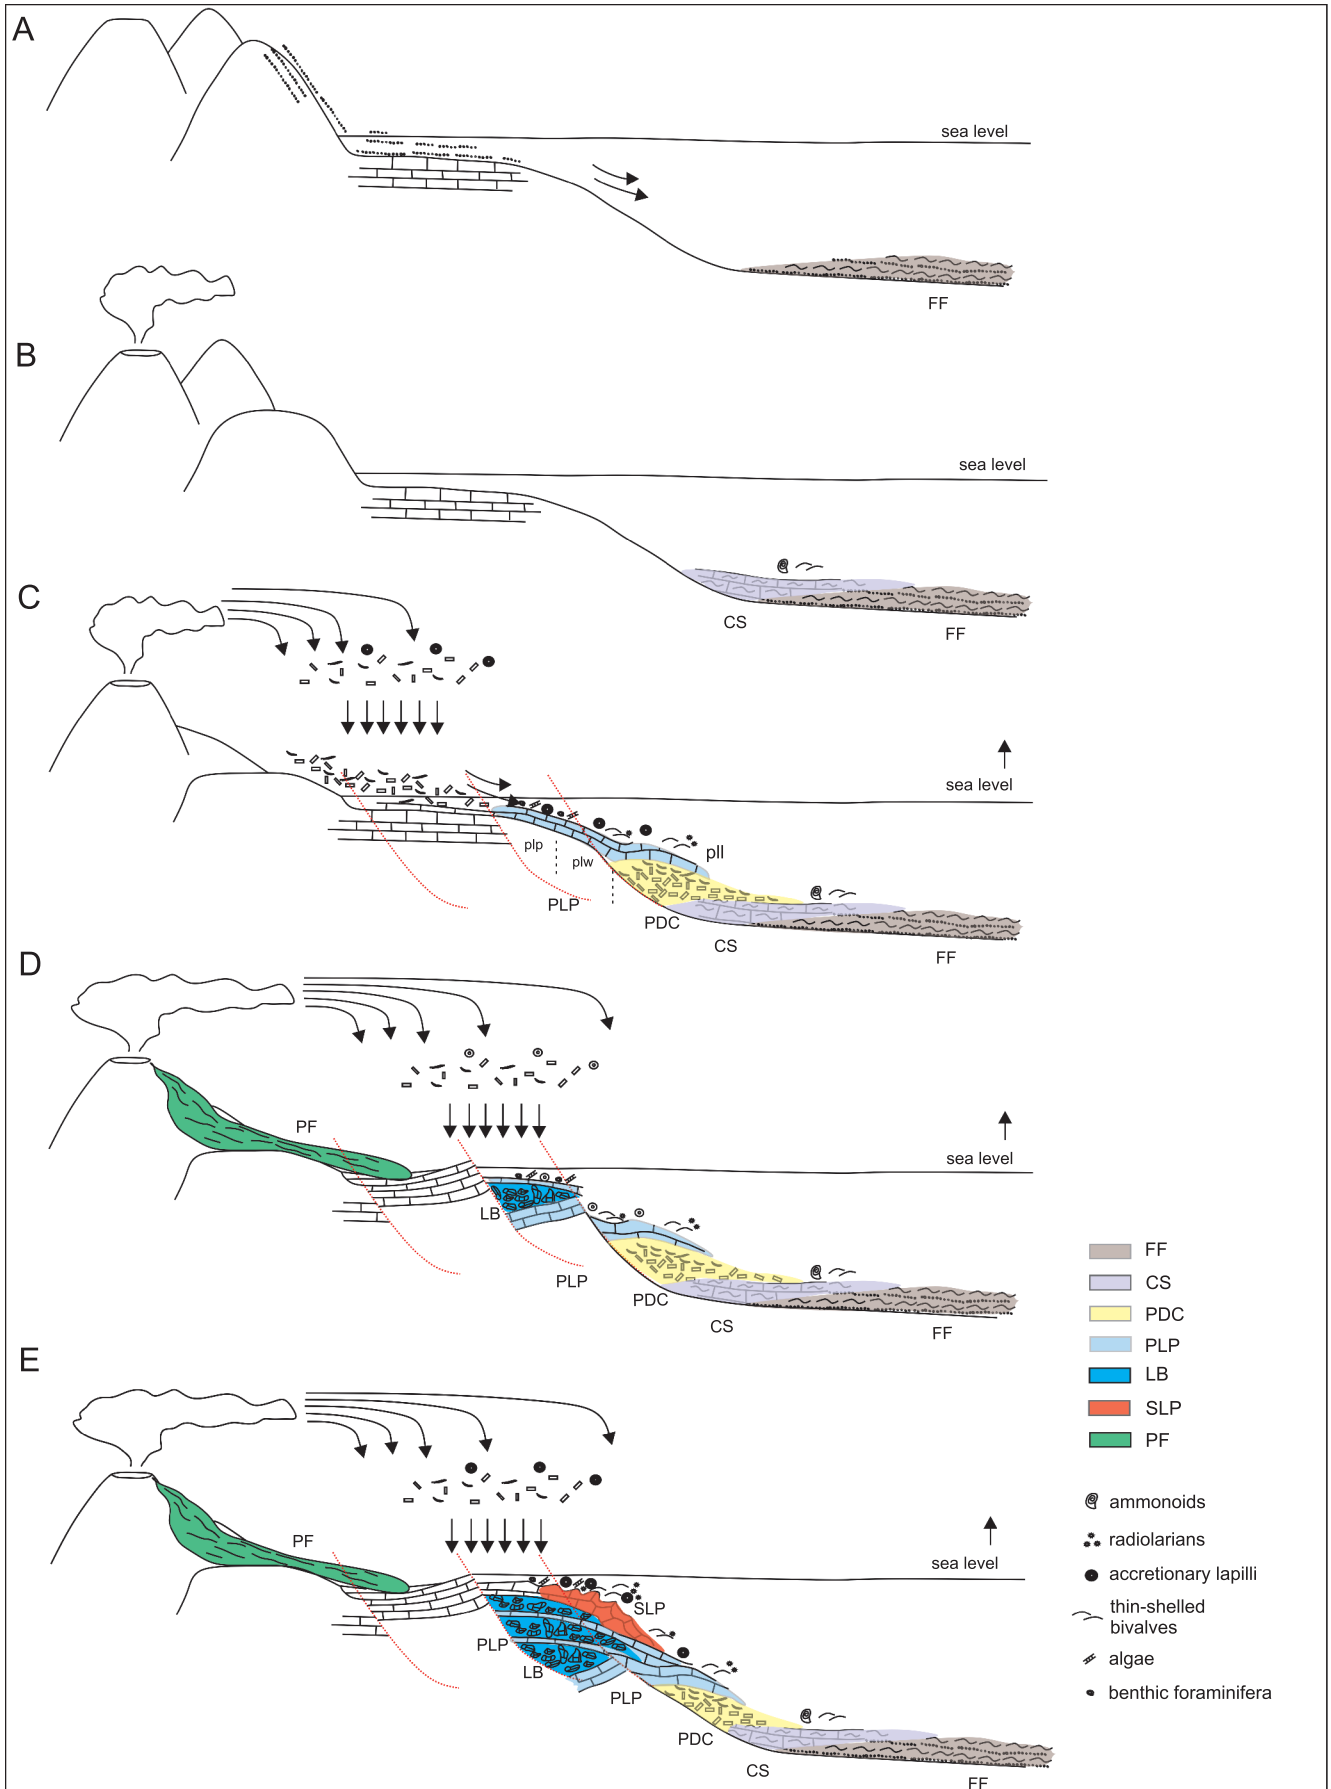 A
sea level
FF
B
sea level
CS
FF
C
sea level
plp
plw
pll
PLP
PDC
CS
FF
D
PF
sea level
LB
PLP
PDC
CS
FF
FF
CS
PDC
PLP
LB
SLP
PF
E
PF
sea level
SLP
PLP
LB
PLP
PDC
CS
FF
ammonoids
radiolarians
accretionary lapilli
thin-shelled
bivalves
algae
benthic foraminifera